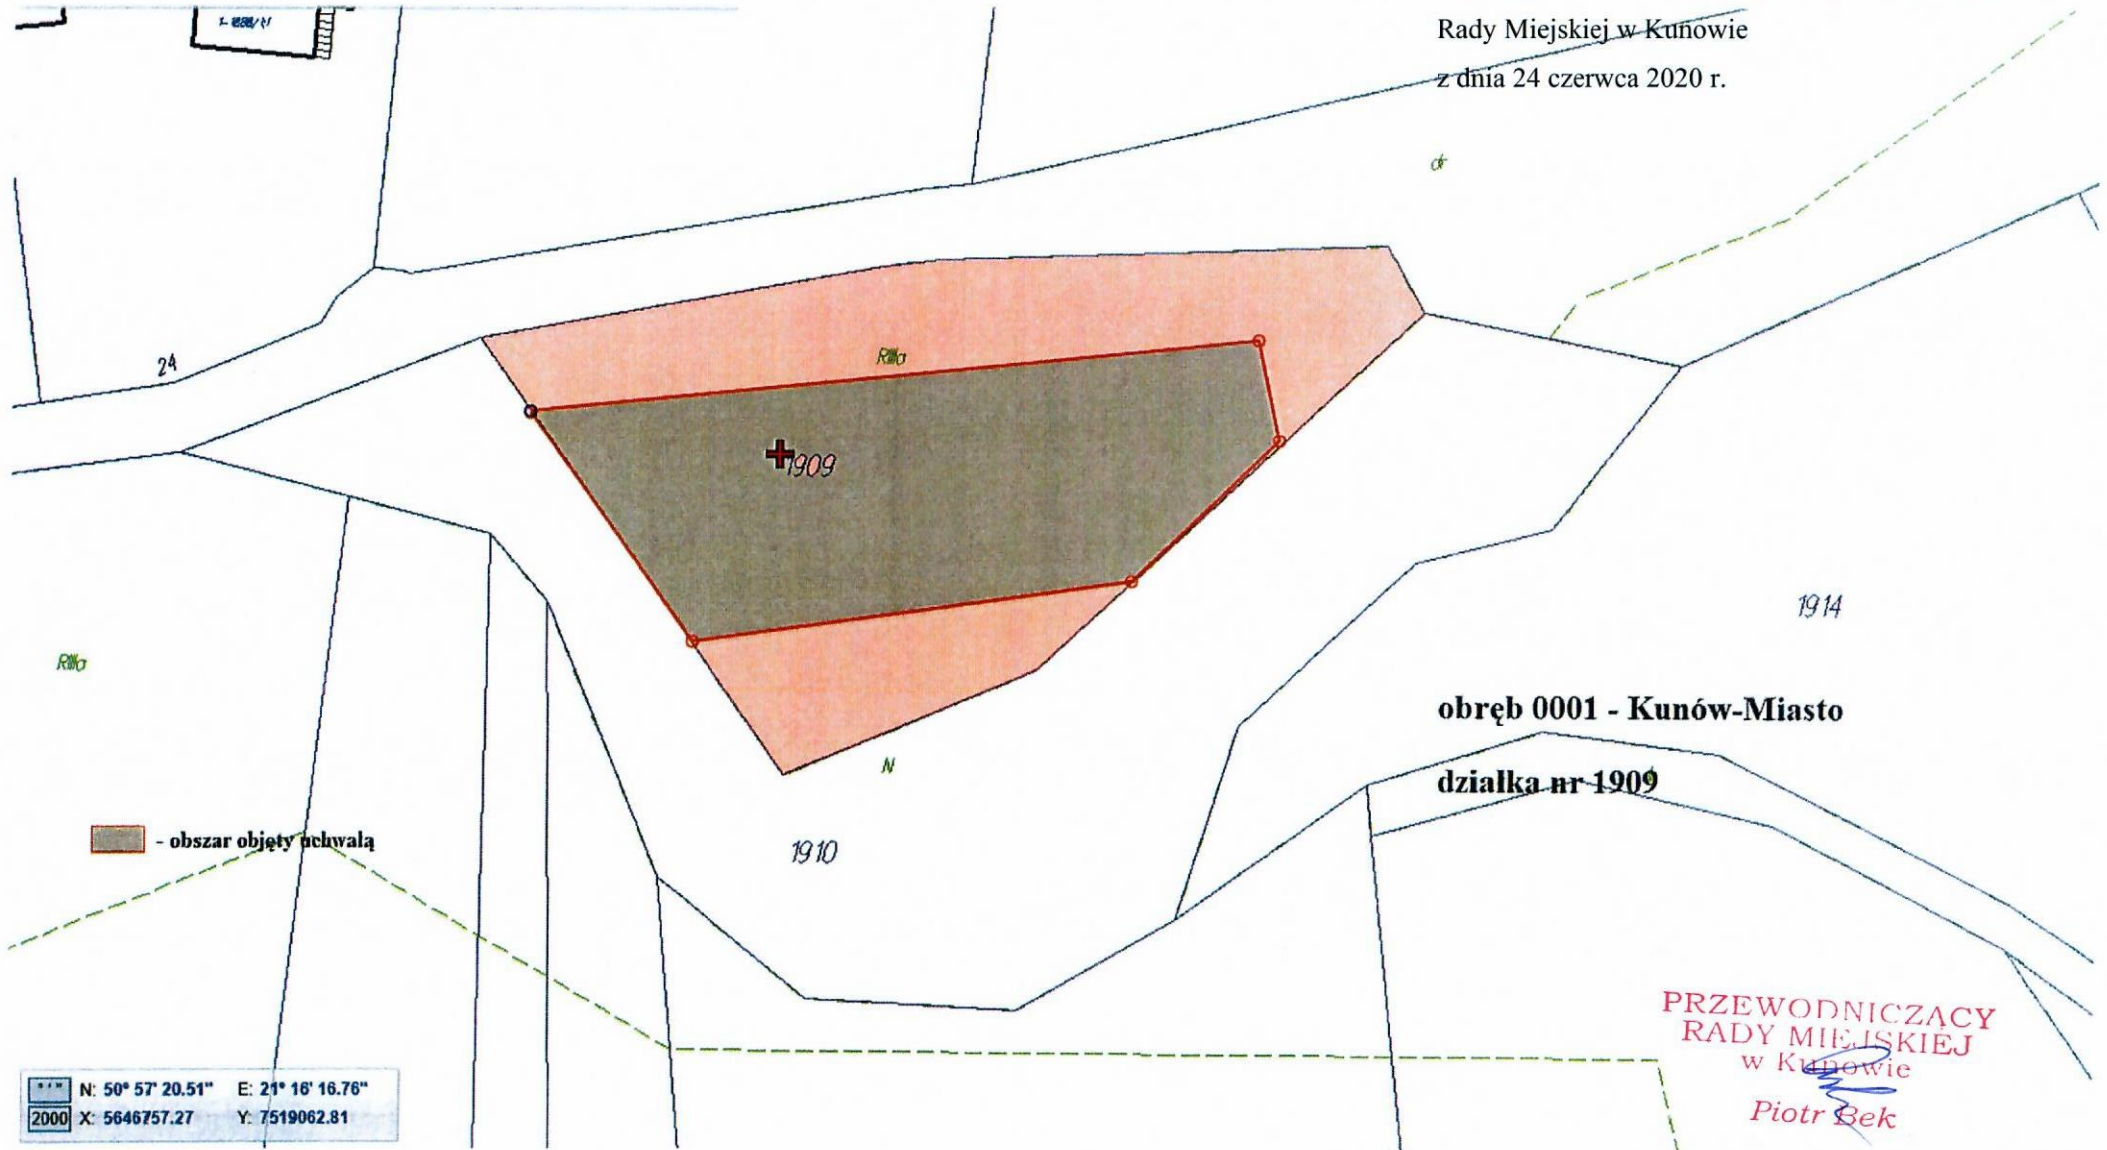 Rady Miejskiej w Kunowie
z dnia 24 czerwca 2020 r.
dr
24
RIIIa
1909
1914
RIIIa
obręb 0001 - Kunów-Miasto
N
działka nr 1909
- obszar objęty uchwałą
1910
PRZEWODNICZĄCY
RADY MIEJSKIEJ
w Kunowie
Piotr Bek
N: 50° 57' 20.51" E: 21° 16' 16.76"
2000 X: 5646757.27 Y: 7519062.81